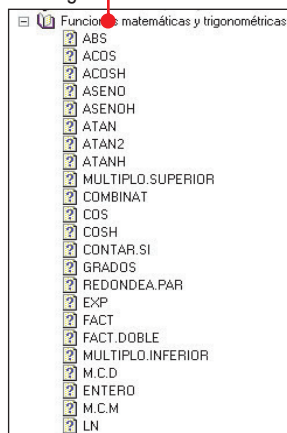 Funciones matemáticas y trigonométricas
ABS
ACOS
ACOSH
ASENO
ASENOH
ATAN
ATAN2
ATANH
MULTIPLO.SUPERIOR
COMBINAT
COS
COSH
CONTAR.SI
GRADOS
REDONDEA.PAR
EXP
FACT
FACT.DOBLE
MULTIPLO.INFERIOR
M.C.D
ENTERO
M.C.M
LN